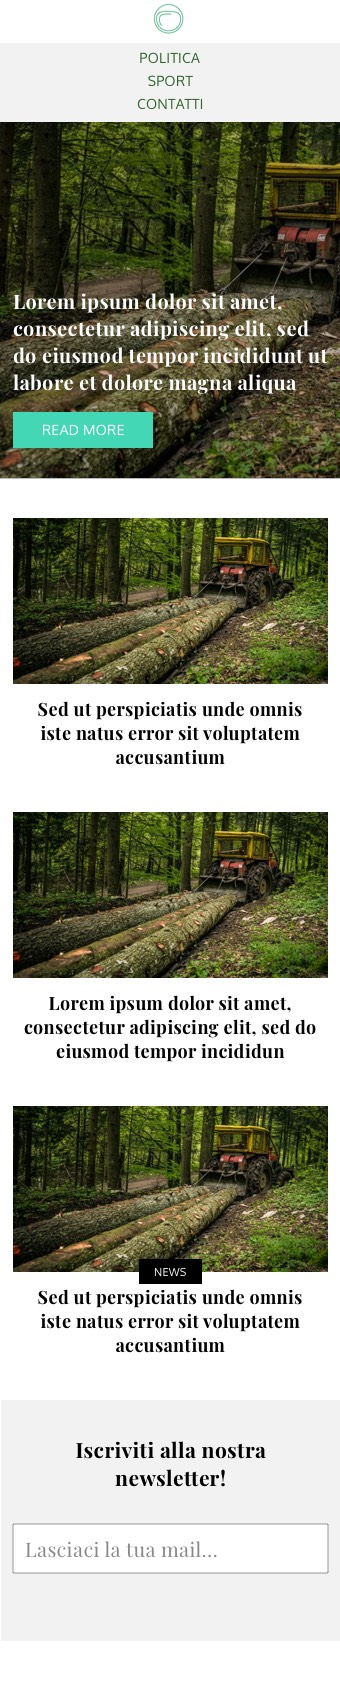 POLITICA
SPORT
CONTATTI
Lorem ipsum dolor sit amet,
consectetur adipiscing elit, sed
do eiusmod tempor incididunt ut
labore et dolore magna aliqua
READ MORE
Sed ut perspiciatis unde omnis
iste natus error sit voluptatem
accusantium
Lorem ipsum dolor sit amet,
consectetur adipiscing elit, sed do
eiusmod tempor incididun
NEWS
Sed ut perspiciatis unde omnis
iste natus error sit voluptatem
accusantium
Iscriviti alla nostra
newsletter!
Lasciaci la tua mail...